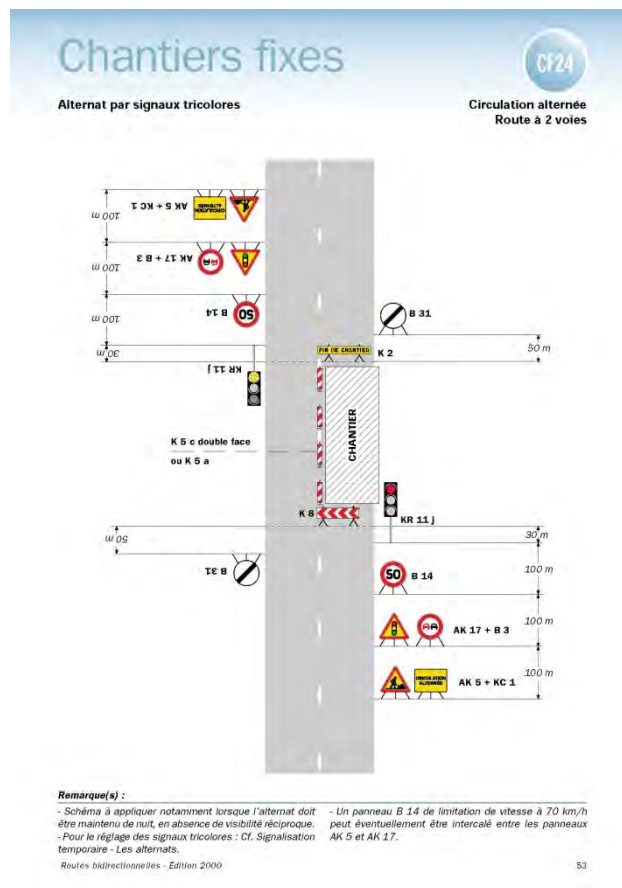 Chantiers fixes
CF24
Alternat par signaux tricolores
Circulation alternée
Route à 2 voies
100 m
AK 5 + KC 1
CIRCULATION
ALTERNÉE
100 m
AK 17 + B 3
100 m
B 14
50
30 m
KR 11 j
B 31
FIN DE CHANTIER
K 2
50 m
CHANTIER
K 5 c double face
ou K 5 a
K 8
KR 11 j
30 m
50 m
B 31
50
B 14
100 m
AK 17 + B 3
100 m
CIRCULATION
ALTERNÉE
AK 5 + KC 1
100 m
Remarque(s) :
- Schéma à appliquer notamment lorsque l'alternat doit
être maintenu de nuit, en absence de visibilité réciproque.
- Pour le réglage des signaux tricolores : Cf. Signalisation
temporaire - Les alternats.
- Un panneau B 14 de limitation de vitesse à 70 km/h
peut éventuellement être intercalé entre les panneaux
AK 5 et AK 17.
Routes bidirectionnelles - Édition 2000
53